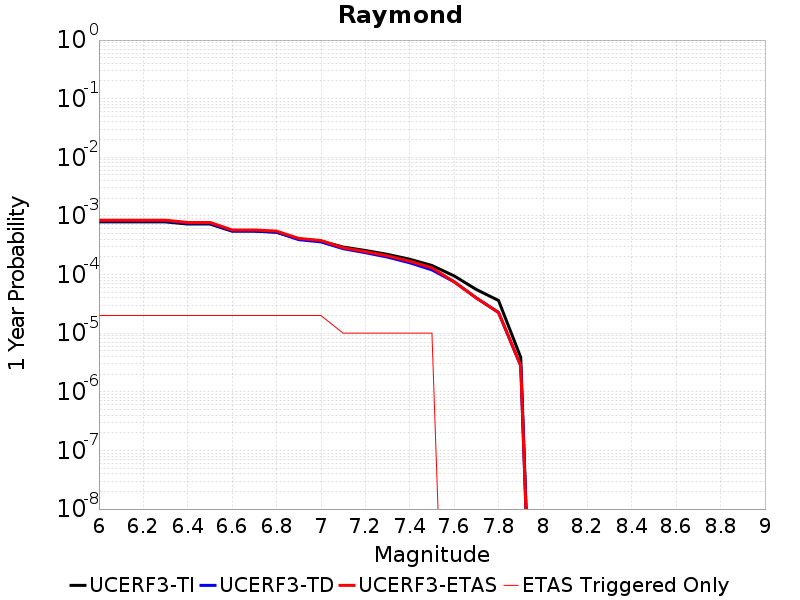 Raymond
10^0
10^-1
10^-2
10^-3
10^-4
10^-5
10^-6
10^-7
10^-8
1 Year Probability
6 6.2 6.4 6.6 6.8 7 7.2 7.4 7.6 7.8 8 8.2 8.4 8.6 8.8 9
Magnitude
UCERF3-TI UCERF3-TD UCERF3-ETAS ETAS Triggered Only